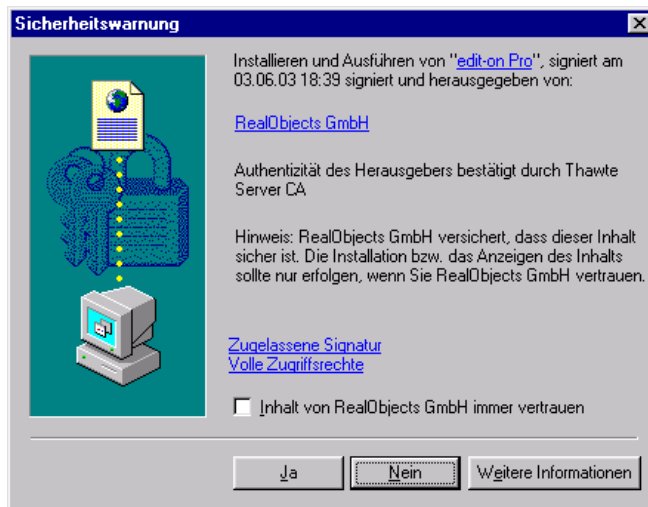 Sicherheitswarnung
Installieren und Ausführen von "edit-on Pro", signiert am
03.06.03 18:39 signiert und herausgegeben von:
RealObjects GmbH
Authentizität des Herausgebers bestätigt durch Thawte
Server CA
Hinweis: RealObjects GmbH versichert, dass dieser Inhalt
sicher ist. Die Installation bzw. das Anzeigen des Inhalts
sollte nur erfolgen, wenn Sie RealObjects GmbH vertrauen.
Zugelassene Signatur
Volle Zugriffsrechte
Inhalt von RealObjects GmbH immer vertrauen
Ja Nein Weitere Informationen